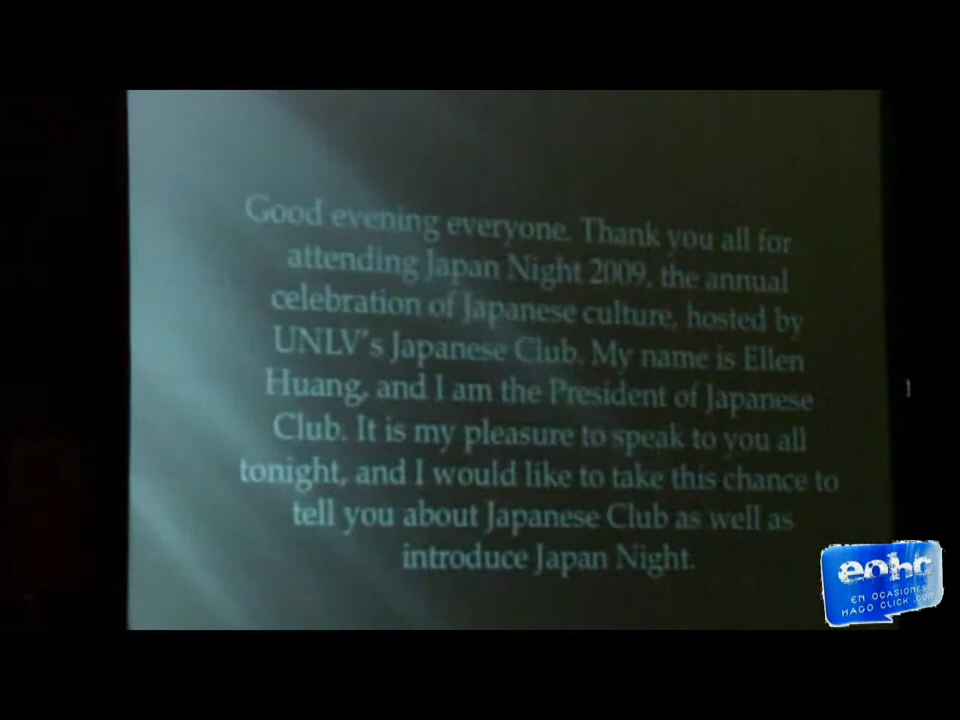 Good evening everyone. Thank you all for
attending Japan Night 2009, the annual
celebration of Japanese culture, hosted by
UNLV's Japanese Club. My name is Ellen
Huang, and I am the President of Japanese
Club. It is my pleasure to speak to you all
tonight, and I would like to take this chance to
tell you about Japanese Club as well as
introduce Japan Night.
eohc
EN OCASIONES
HAGO CLICK .COM